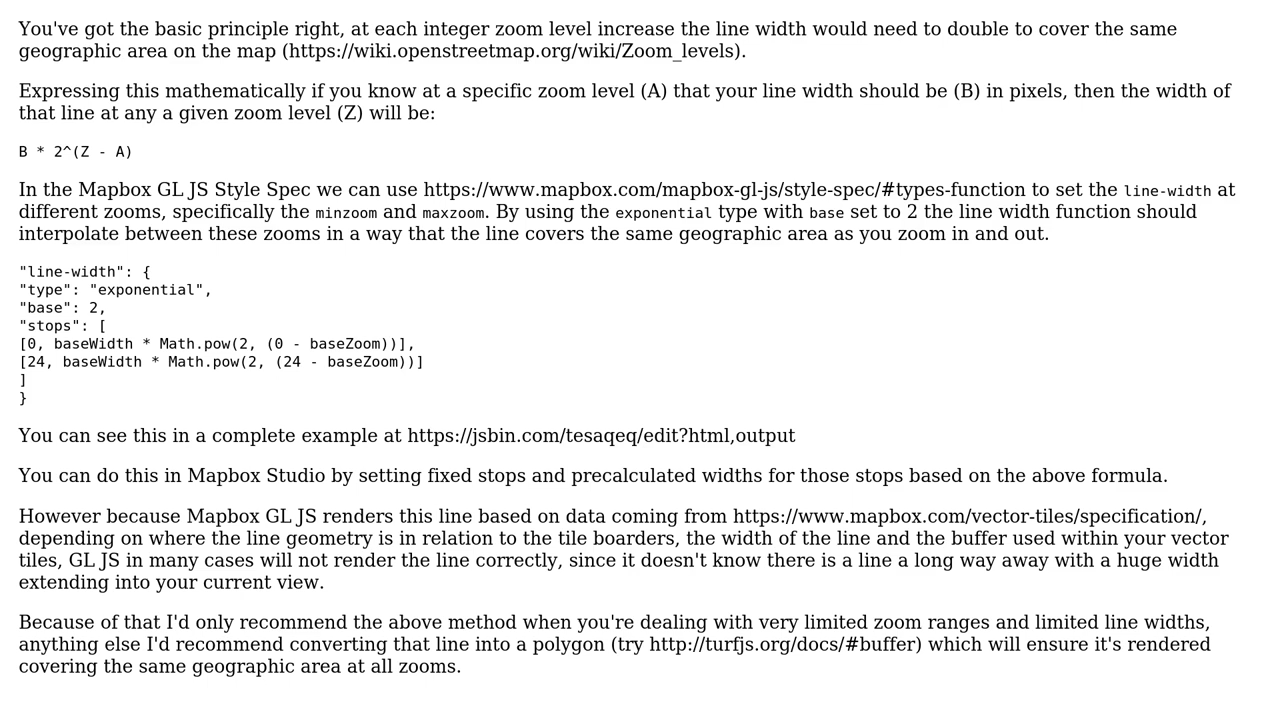 You've got the basic principle right, at each integer zoom level increase the line width would need to double to cover the same
geographic area on the map (https://wiki.openstreetmap.org/wiki/Zoom_levels).
Expressing this mathematically if you know at a specific zoom level (A) that your line width should be (B) in pixels, then the width of
that line at any a given zoom level (Z) will be:
B * 2^(Z - A)
In the Mapbox GL JS Style Spec we can use https://www.mapbox.com/mapbox-gl-js/style-spec/#types-function to set the line-width at
different zooms, specifically the minzoom and maxzoom. By using the exponential type with base set to 2 the line width function should
interpolate between these zooms in a way that the line covers the same geographic area as you zoom in and out.
"line-width": {
"type": "exponential",
"base": 2,
"stops": [
[0, baseWidth * Math.pow(2, (0 - baseZoom))],
[24, baseWidth * Math.pow(2, (24 - baseZoom))]
]
}
You can see this in a complete example at https://jsbin.com/tesaqeq/edit?html,output
You can do this in Mapbox Studio by setting fixed stops and precalculated widths for those stops based on the above formula.
However because Mapbox GL JS renders this line based on data coming from https://www.mapbox.com/vector-tiles/specification/,
depending on where the line geometry is in relation to the tile boarders, the width of the line and the buffer used within your vector
tiles, GL JS in many cases will not render the line correctly, since it doesn't know there is a line a long way away with a huge width
extending into your current view.
Because of that I'd only recommend the above method when you're dealing with very limited zoom ranges and limited line widths,
anything else I'd recommend converting that line into a polygon (try http://turfjs.org/docs/#buffer) which will ensure it's rendered
covering the same geographic area at all zooms.